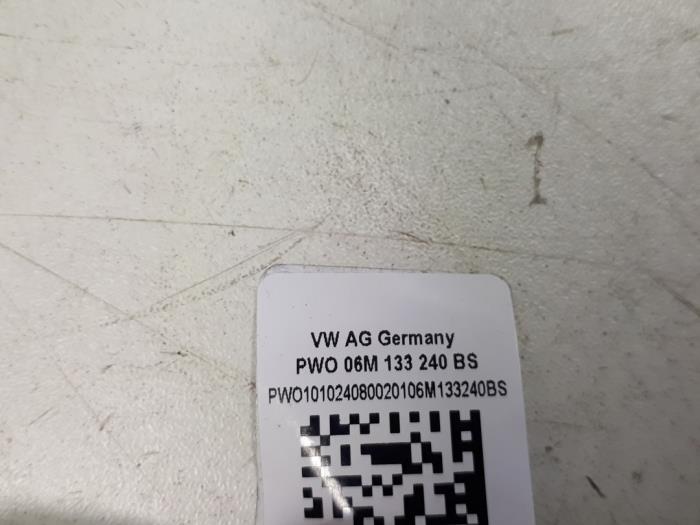 VW AG Germany
PWO 06M 133 240 BS
PWO101024080020106M133240BS